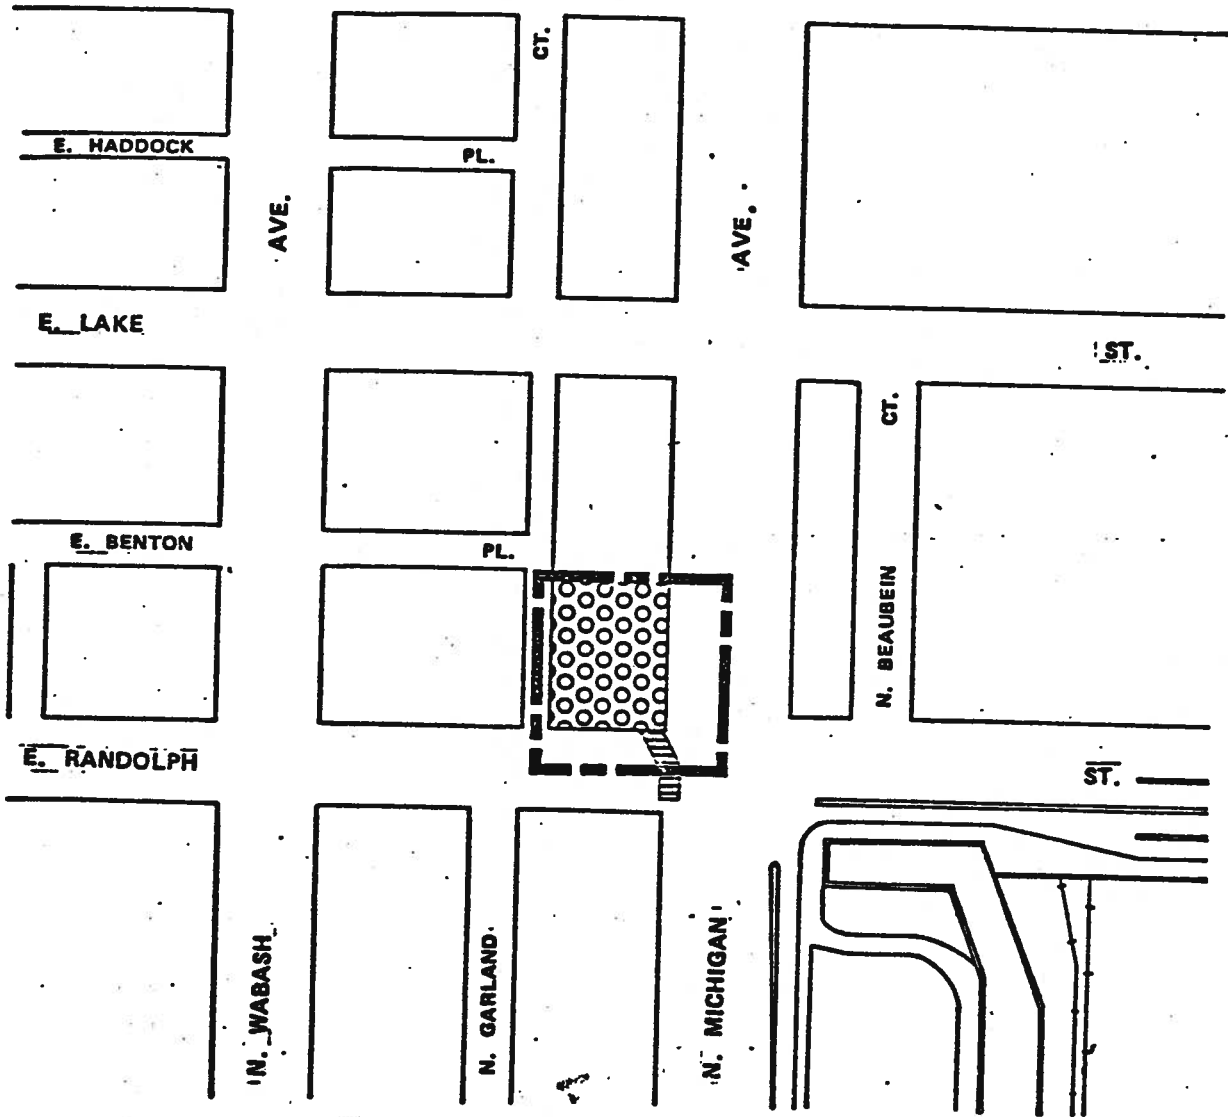 CT.
E. HADDOCK PL.
AVE.
AVE.
E. LAKE ST.
CT.
E. BENTON PL.
N. BEAUBEIN
E. RANDOLPH ST.
N. WABASH
N. GARLAND
N. MICHIGAN